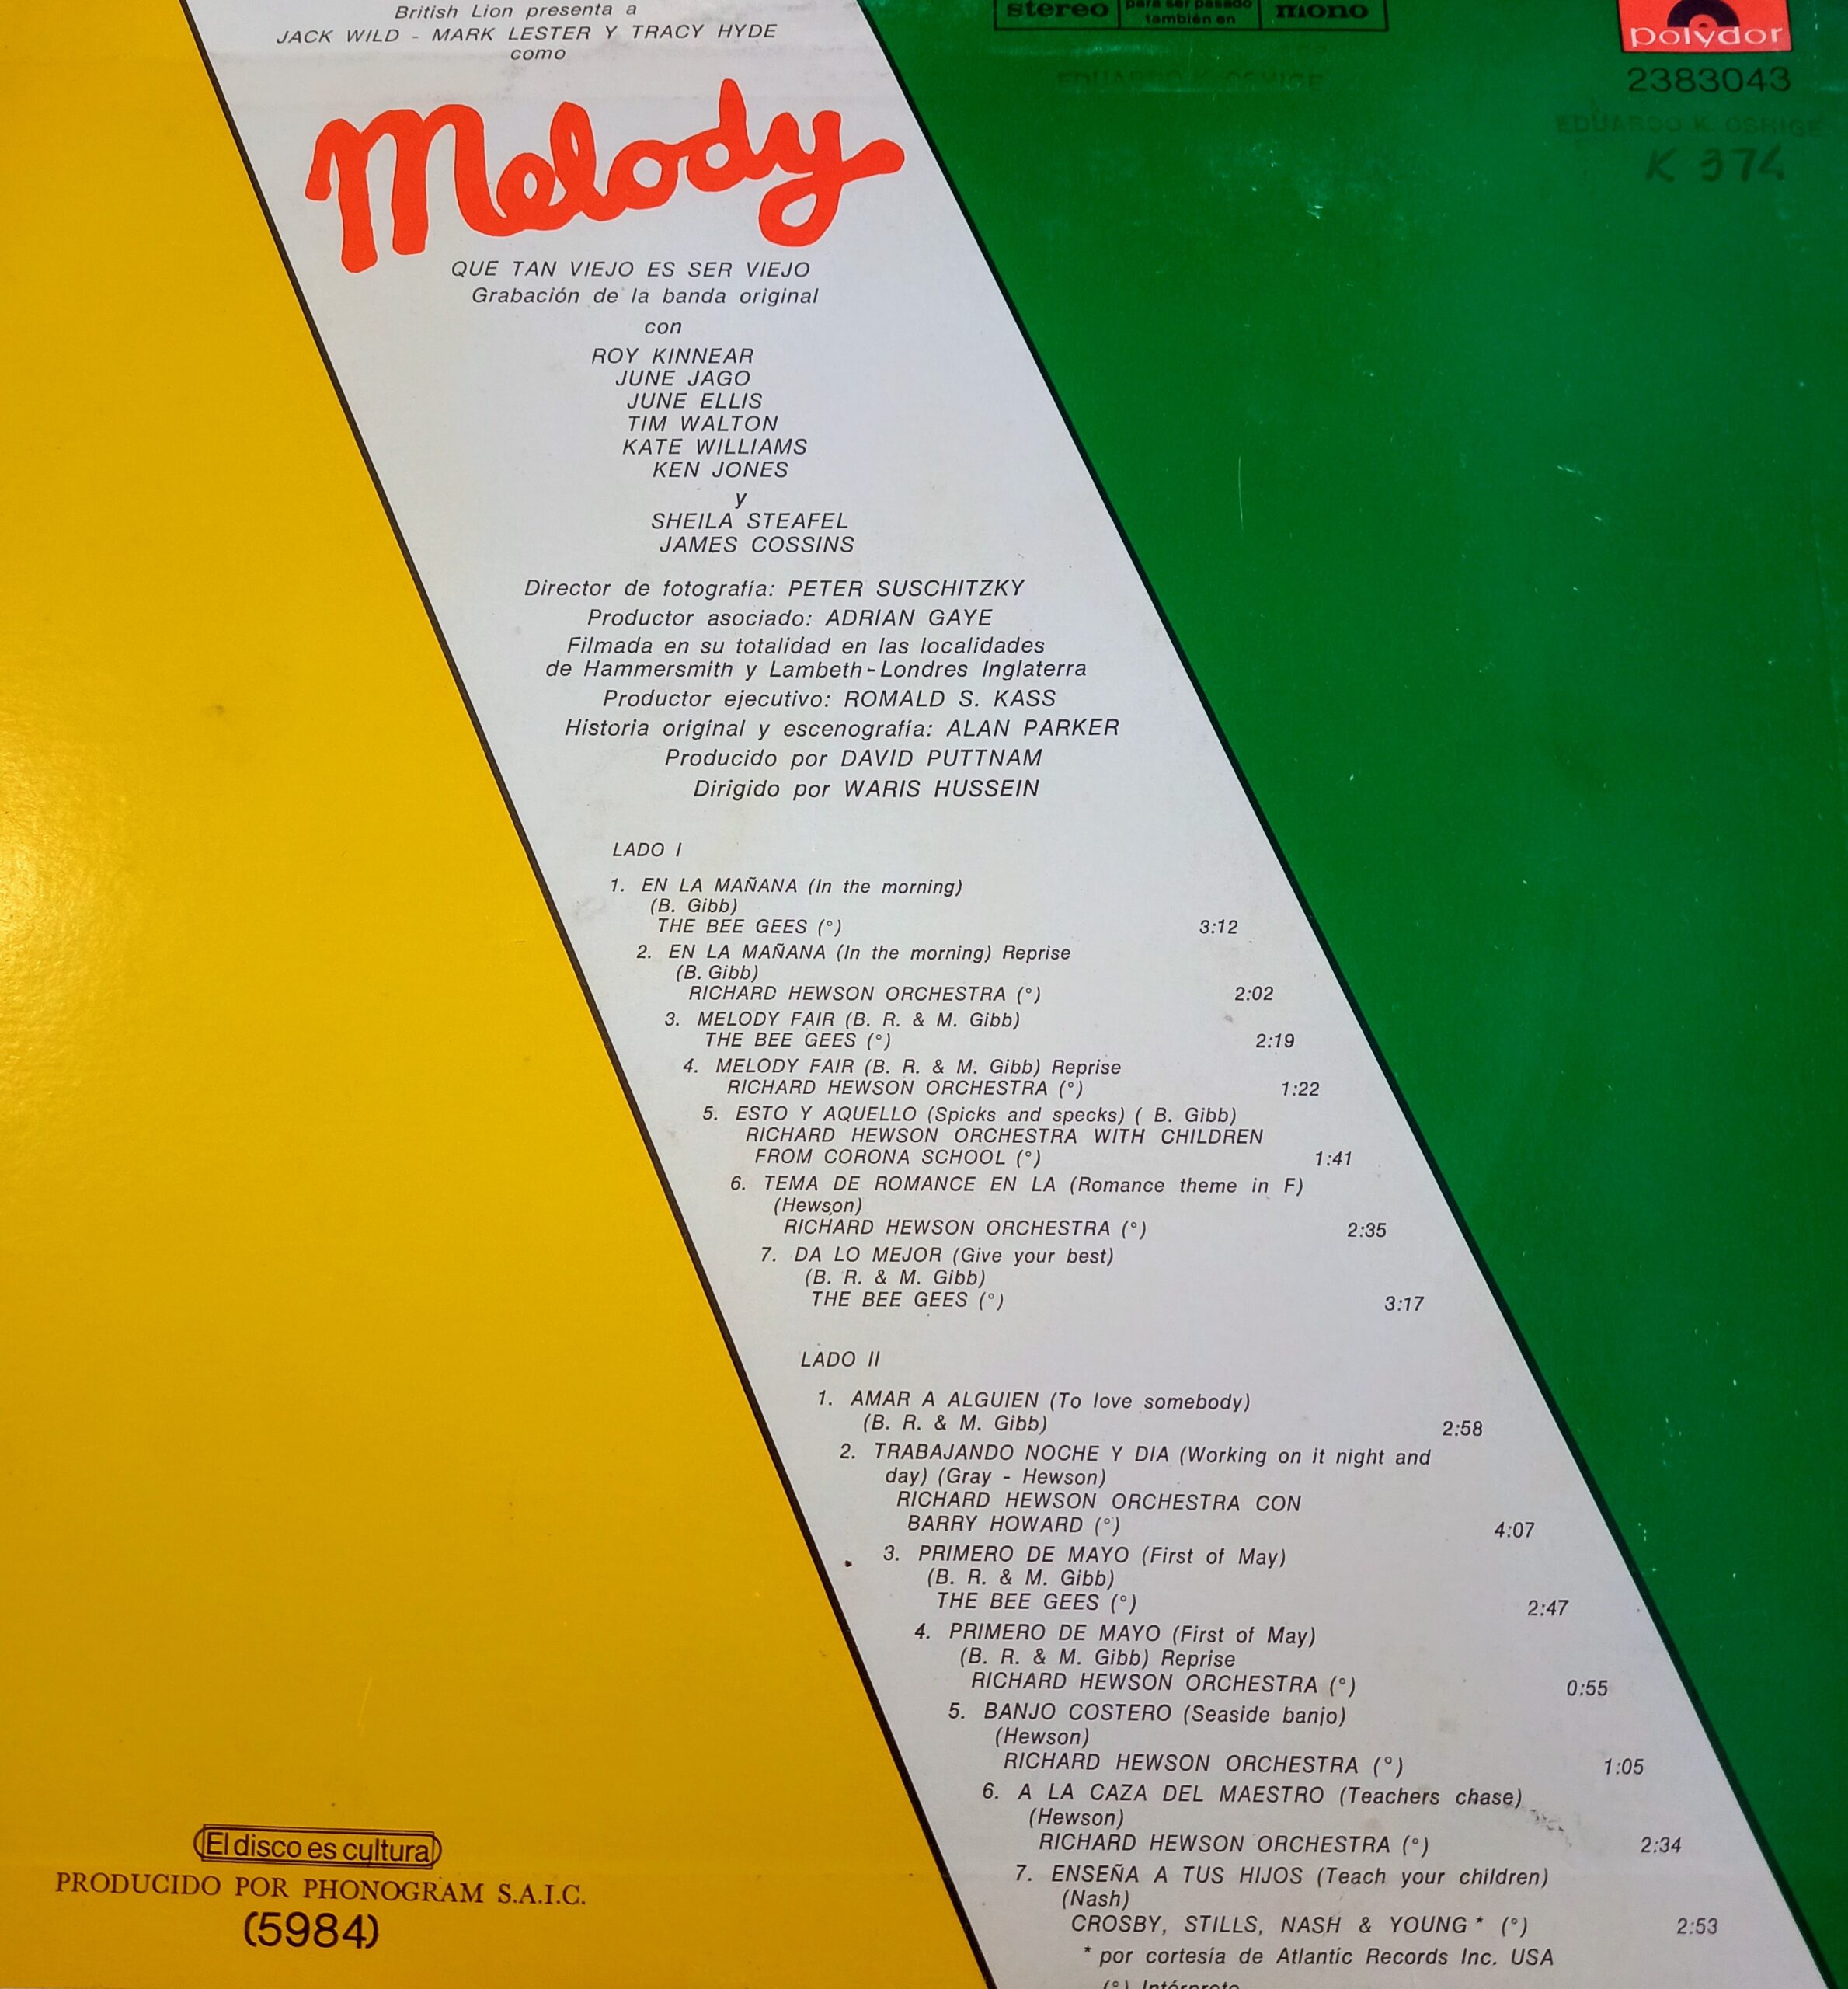 British Lion presenta a
JACK WILD - MARK LESTER Y TRACY HYDE
como
Melody
QUE TAN VIEJO ES SER VIEJO
Grabación de la banda original
con
ROY KINNEAR
JUNE JAGO
JUNE ELLIS
TIM WALTON
KATE WILLIAMS
KEN JONES
y
SHEILA STEAFEL
JAMES COSSINS
Director de fotografía: PETER SUSCHITZKY
Productor asociado: ADRIAN GAYE
Filmada en su totalidad en las localidades
de Hammersmith y Lambeth-Londres Inglaterra
Productor ejecutivo: ROMALD S. KASS
Historia original y escenografía: ALAN PARKER
Producido por DAVID PUTTNAM
Dirigido por WARIS HUSSEIN
LADO I
1. EN LA MAÑANA (In the morning)
(B. Gibb)
THE BEE GEES (°) 3:12
2. EN LA MAÑANA (In the morning) Reprise
(B. Gibb)
RICHARD HEWSON ORCHESTRA (°) 2:02
3. MELODY FAIR (B. R. & M. Gibb)
THE BEE GEES (°) 2:19
4. MELODY FAIR (B. R. & M. Gibb) Reprise
RICHARD HEWSON ORCHESTRA (°) 1:22
5. ESTO Y AQUELLO (Spicks and specks) ( B. Gibb)
RICHARD HEWSON ORCHESTRA WITH CHILDREN
FROM CORONA SCHOOL (°) 1:41
6. TEMA DE ROMANCE EN LA (Romance theme in F)
(Hewson)
RICHARD HEWSON ORCHESTRA (°) 2:35
7. DA LO MEJOR (Give your best)
(B. R. & M. Gibb)
THE BEE GEES (°) 3:17
LADO II
1. AMAR A ALGUIEN (To love somebody)
(B. R. & M. Gibb) 2:58
2. TRABAJANDO NOCHE Y DIA (Working on it night and
day) (Gray - Hewson)
RICHARD HEWSON ORCHESTRA CON
BARRY HOWARD (°) 4:07
3. PRIMERO DE MAYO (First of May)
(B. R. & M. Gibb)
THE BEE GEES (°) 2:47
4. PRIMERO DE MAYO (First of May)
(B. R. & M. Gibb) Reprise
RICHARD HEWSON ORCHESTRA (°) 0:55
5. BANJO COSTERO (Seaside banjo)
(Hewson)
RICHARD HEWSON ORCHESTRA (°) 1:05
6. A LA CAZA DEL MAESTRO (Teachers chase)
(Hewson)
RICHARD HEWSON ORCHESTRA (°) 2:34
7. ENSEÑA A TUS HIJOS (Teach your children)
(Nash)
CROSBY, STILLS, NASH & YOUNG * (°) 2:53
* por cortesía de Atlantic Records Inc. USA
(°) Intérprete
stereo para ser pasado también en mono
EDUARDO K. OSHIGE
polydor
2383043
EDUARDO K. OSHIGE
K 374
El disco es cultura
PRODUCIDO POR PHONOGRAM S.A.I.C.
(5984)